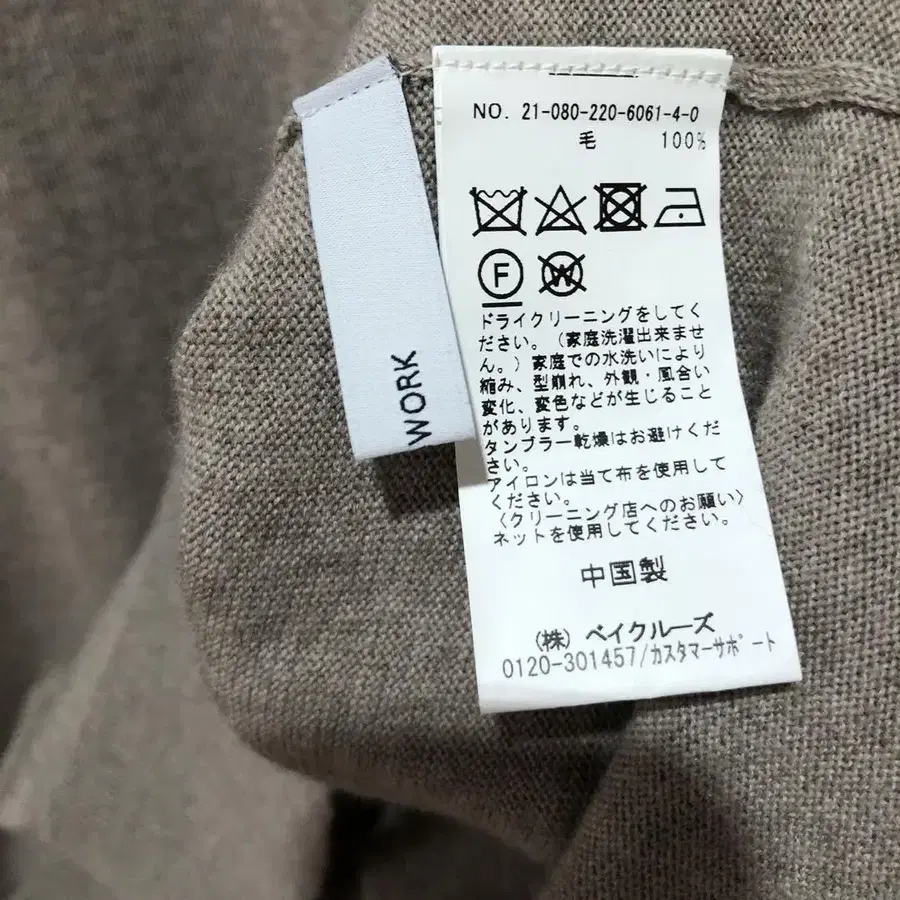 WORK
NO. 21-080-220-6061-4-0
毛 100%
F
W
ドライクリーニングをしてく
ださい。(家庭洗濯出来ませ
ん。)家庭での水洗いにより
縮み、型崩れ、外観・風合い
変化、変色などが生じること
があります。
タンブラー乾燥はお避けくだ
さい。
アイロンは当て布を使用して
ください。
〈クリーニング店へのお願い〉
ネットを使用してください。
中国製
(株) ベイクルーズ
0120-301457/カスタマーサポート